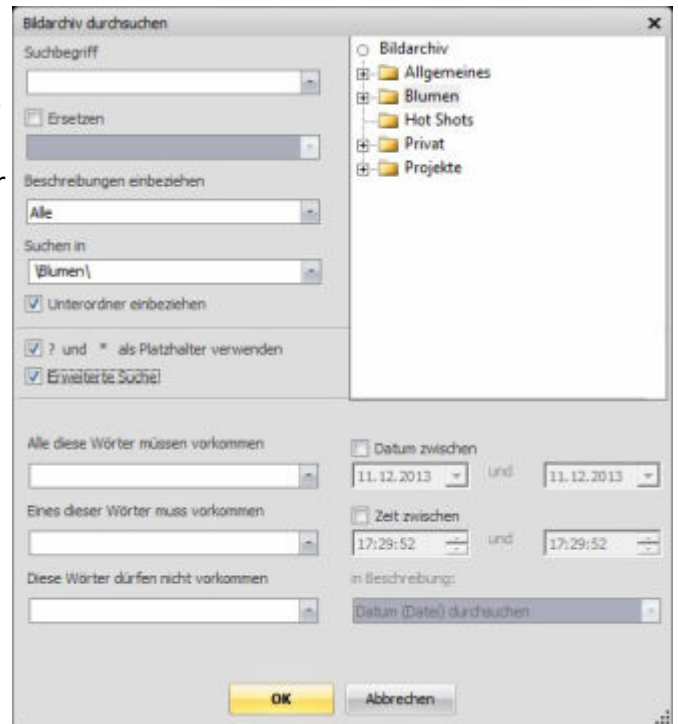 Bildarchiv durchsuchen
Suchbegriff
Ersetzen
Beschreibungen einbeziehen
Alle
Suchen in
\Blumen\
Unterordner einbeziehen
Bildarchiv
Allgemeines
Blumen
Hot Shots
Privat
Projekte
? und * als Platzhalter verwenden
Erweiterte Suche!
Alle diese Wörter müssen vorkommen
Eines dieser Wörter muss vorkommen
Diese Wörter dürfen nicht vorkommen
Datum zwischen
11.12.2013 und 11.12.2013
Zeit zwischen
17:29:52 und 17:29:52
in Beschreibung:
Datum (Datei) durchsuchen
OK Abbrechen